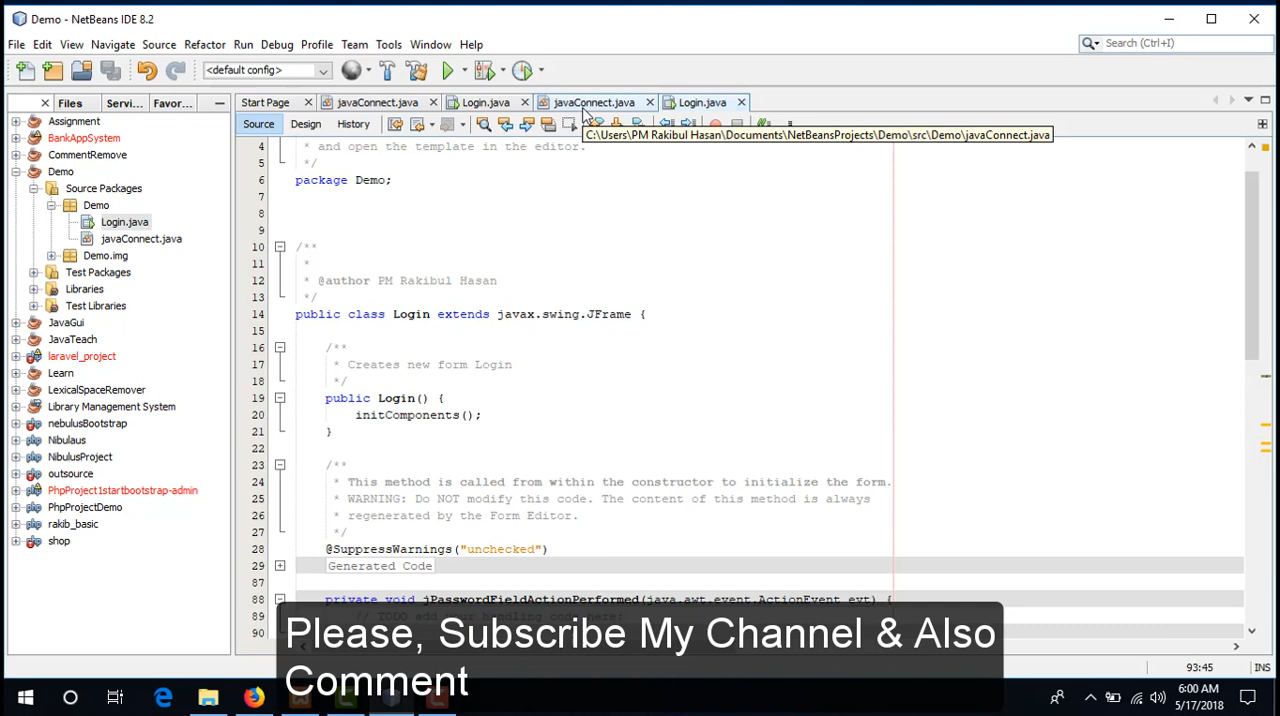 Demo - NetBeans IDE 8.2
File Edit View Navigate Source Refactor Run Debug Profile Team Tools Window Help
Search (Ctrl+I)
<default config>
Files Servi... Favor...
Start Page javaConnect.java Login.java javaConnect.java Login.java
Source Design History
C:\Users\PM Rakibul Hasan\Documents\NetBeansProjects\Demo\src\Demo\javaConnect.java
Assignment
BankAppSystem
CommentRemove
Demo
Source Packages
Demo
Login.java
javaConnect.java
Demo.img
Test Packages
Libraries
Test Libraries
JavaGui
JavaTeach
laravel_project
Learn
LexicalSpaceRemover
Library Management System
nebulusBootstrap
Nibulaus
NibulusProject
outsource
PhpProject1startbootstrap-admin
PhpProjectDemo
rakib_basic
shop
4 * and open the template in the editor.
5 */
6 package Demo;
7
8
9
10 /**
11 *
12 * @author PM Rakibul Hasan
13 */
14 public class Login extends javax.swing.JFrame {
15
16 /**
17 * Creates new form Login
18 */
19 public Login() {
20 initComponents();
21 }
22
23 /**
24 * This method is called from within the constructor to initialize the form.
25 * WARNING: Do NOT modify this code. The content of this method is always
26 * regenerated by the Form Editor.
27 */
28 @SuppressWarnings("unchecked")
29 Generated Code
87
88 private void jPasswordFieldActionPerformed(java.awt.event.ActionEvent evt) {
89 // TODO add your handling code here:
90
Please, Subscribe My Channel & Also
Comment
93:45 INS
6:00 AM
5/17/2018